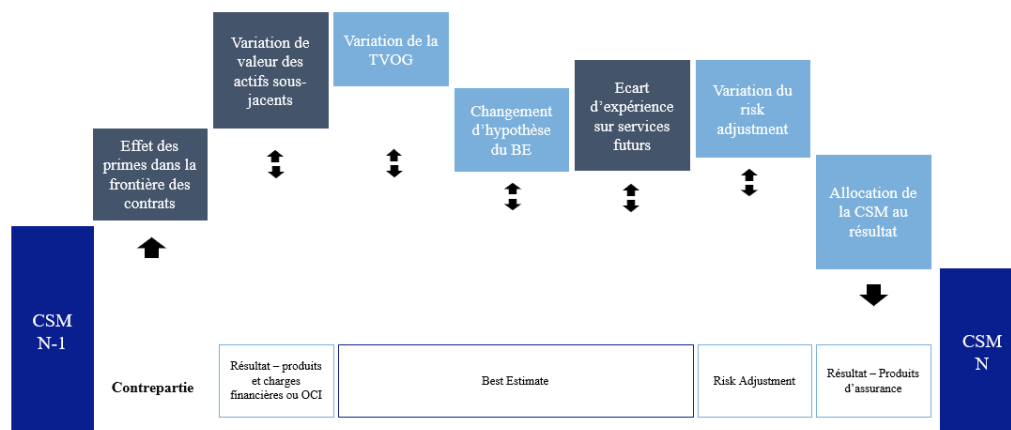 CSM
N-1
Effet des
primes dans la
frontière des
contrats
Variation de
valeur des
actifs sous-
jacents
Variation de la
TVOG
Changement
d’hypothèse
du BE
Ecart
d’expérience
sur services
futurs
Variation du
risk
adjustment
Allocation de
la CSM au
résultat
CSM
N
Contrepartie
Résultat – produits
et charges
financières ou OCI
Best Estimate
Risk Adjustment
Résultat – Produits
d’assurance